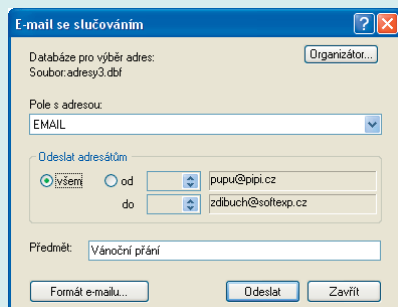 E-mail se slučováním
Databáze pro výběr adres:
Organizátor...
Soubor:adresy3.dbf
Pole s adresou:
EMAIL
Odeslat adresátům
všem od pupu@pipi.cz
do zdibuch@softexp.cz
Předmět: Vánoční přání
Formát e-mailu... Odeslat Zavřít